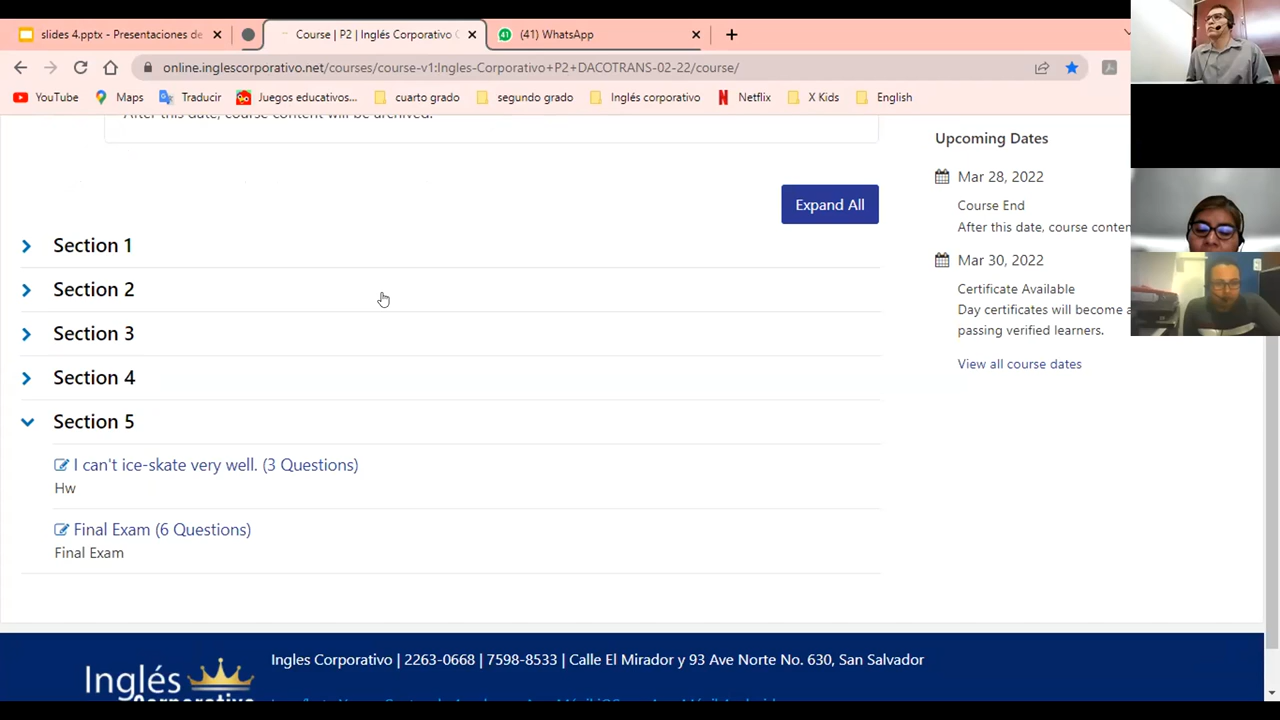 slides 4.pptx - Presentaciones de
Course | P2 | Inglés Corporativo
(41) WhatsApp
online.inglescorporativo.net/courses/course-v1:Ingles-Corporativo+P2+DACOTRANS-02-22/course/
YouTube
Maps
Traducir
Juegos educativos...
cuarto grado
segundo grado
Inglés corporativo
Netflix
X Kids
English
After this date, course content will be archived.
Expand All
Section 1
Section 2
Section 3
Section 4
Section 5
I can't ice-skate very well. (3 Questions)
Hw
Final Exam (6 Questions)
Final Exam
Upcoming Dates
Mar 28, 2022
Course End
After this date, course conten
Mar 30, 2022
Certificate Available
Day certificates will become a
passing verified learners.
View all course dates
Inglés
Corporativo
Ingles Corporativo | 2263-0668 | 7598-8533 | Calle El Mirador y 93 Ave Norte No. 630, San Salvador